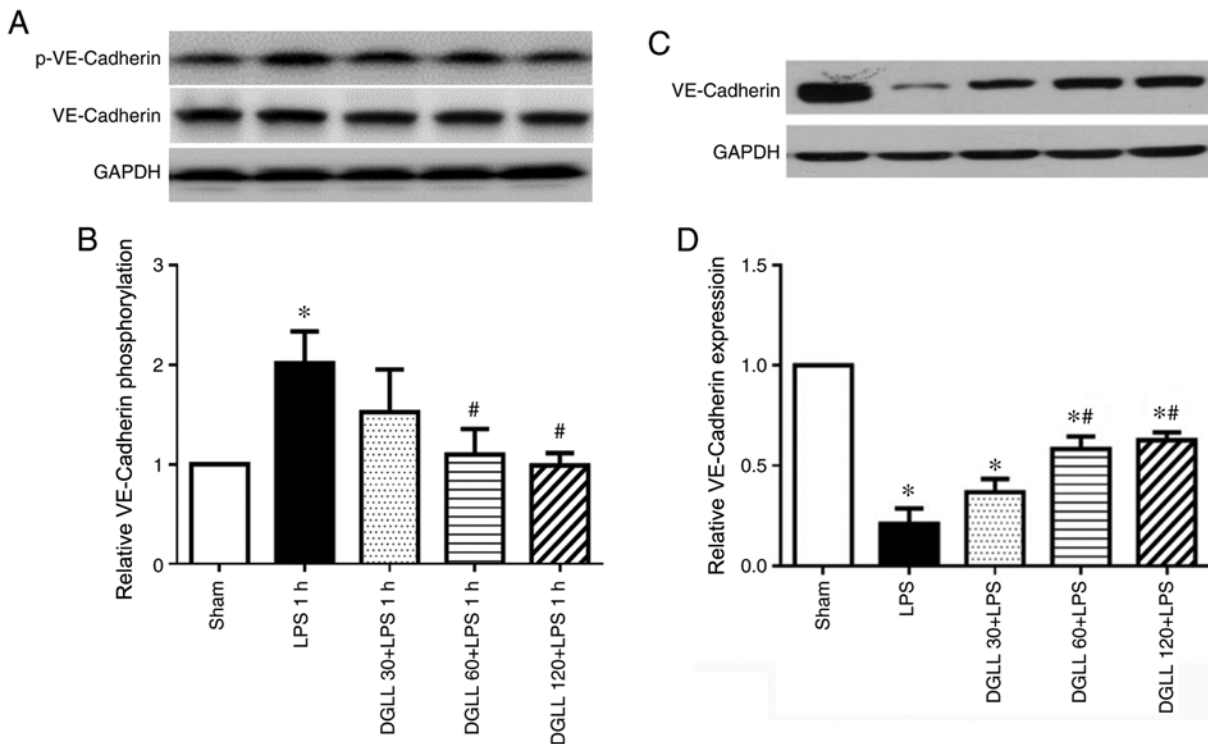 A
p-VE-Cadherin
VE-Cadherin
GAPDH
B
Relative VE-Cadherin phosphorylation
3
2
1
0
*
#
#
Sham
LPS 1 h
DGLL 30+LPS 1 h
DGLL 60+LPS 1 h
DGLL 120+LPS 1 h
C
VE-Cadherin
GAPDH
D
Relative VE-Cadherin expressioin
1.5
1.0
0.5
0.0
*
*
*#
*#
Sham
LPS
DGLL 30+LPS
DGLL 60+LPS
DGLL 120+LPS